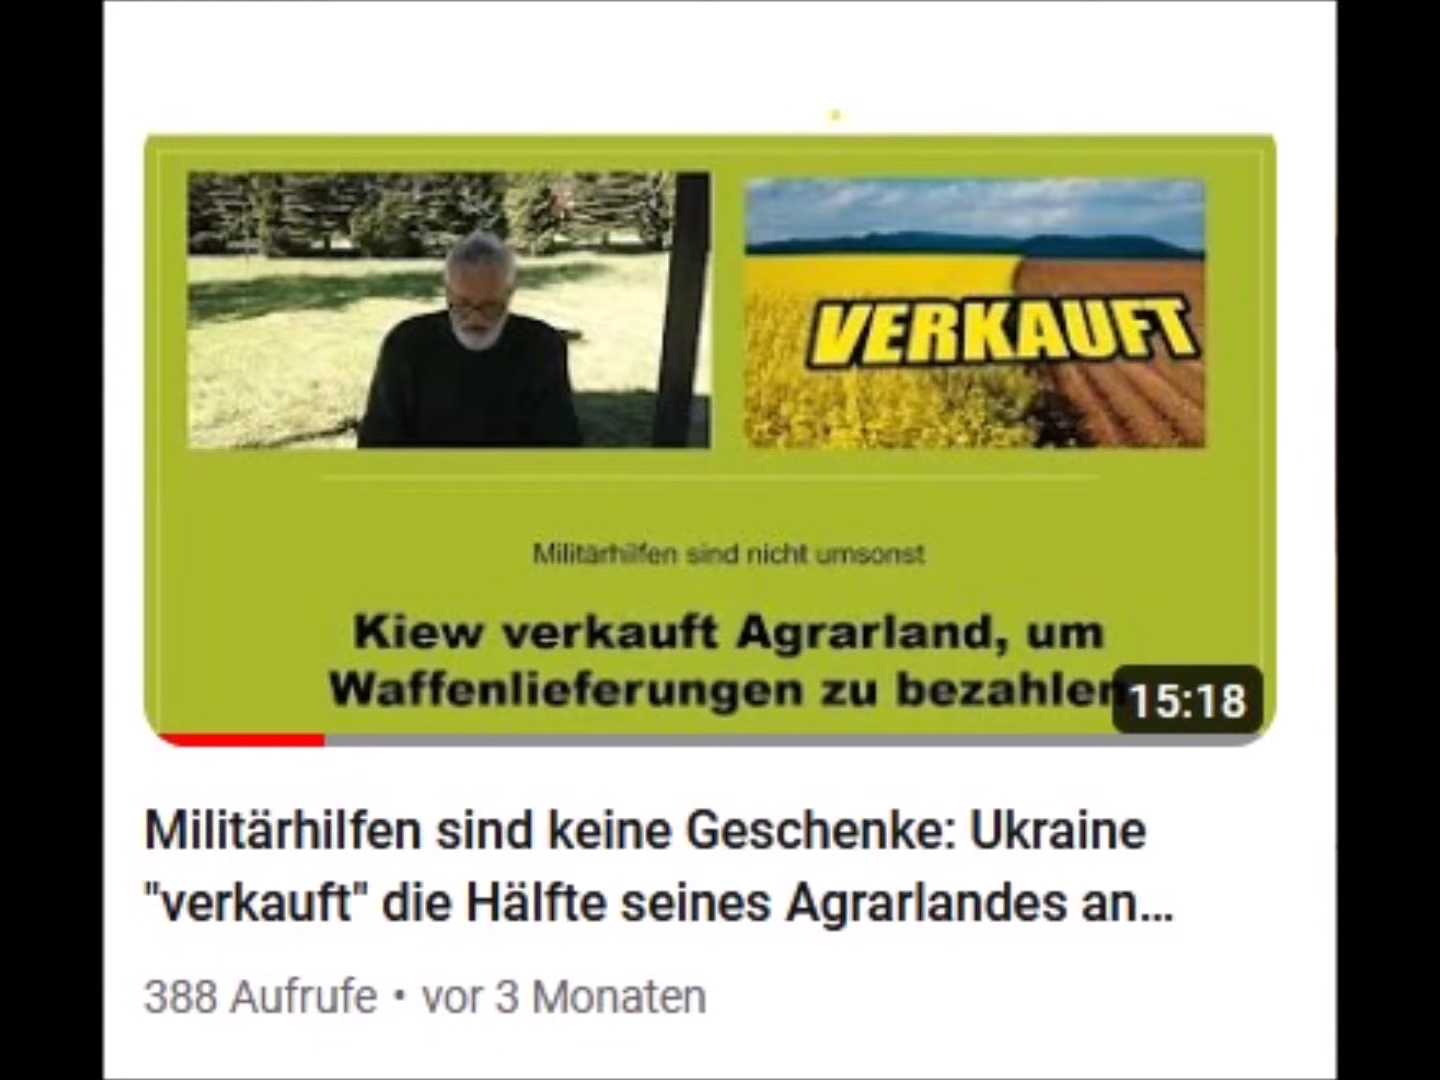 VERKAUFT
Militärhilfen sind nicht umsonst
Kiew verkauft Agrarland, um
Waffenlieferungen zu bezahlen
15:18
Militärhilfen sind keine Geschenke: Ukraine
"verkauft" die Hälfte seines Agrarlandes an...
388 Aufrufe • vor 3 Monaten